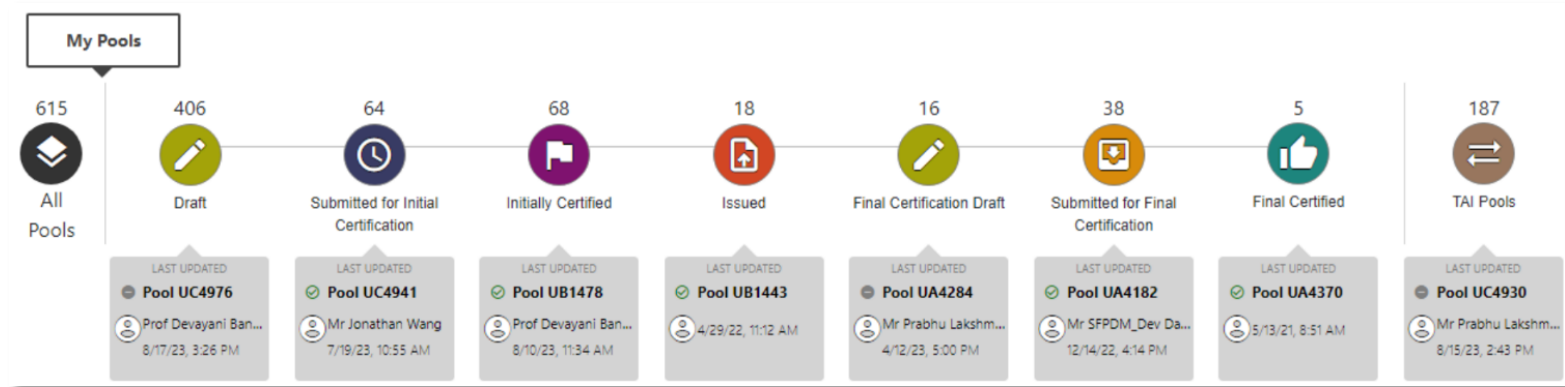 My Pools
615
All
Pools
406
Draft
64
Submitted for Initial
Certification
68
Initially Certified
18
Issued
16
Final Certification Draft
38
Submitted for Final
Certification
5
Final Certified
187
TAI Pools
LAST UPDATED
Pool UC4976
Prof Devayani Ban...
8/17/23, 3:26 PM
LAST UPDATED
Pool UC4941
Mr Jonathan Wang
7/19/23, 10:55 AM
LAST UPDATED
Pool UB1478
Prof Devayani Ban...
8/10/23, 11:34 AM
LAST UPDATED
Pool UB1443
4/29/22, 11:12 AM
LAST UPDATED
Pool UA4284
Mr Prabhu Lakshm...
4/12/23, 5:00 PM
LAST UPDATED
Pool UA4182
Mr SFPDM_Dev Da...
12/14/22, 4:14 PM
LAST UPDATED
Pool UA4370
5/13/21, 8:51 AM
LAST UPDATED
Pool UC4930
Mr Prabhu Lakshm...
8/15/23, 2:43 PM